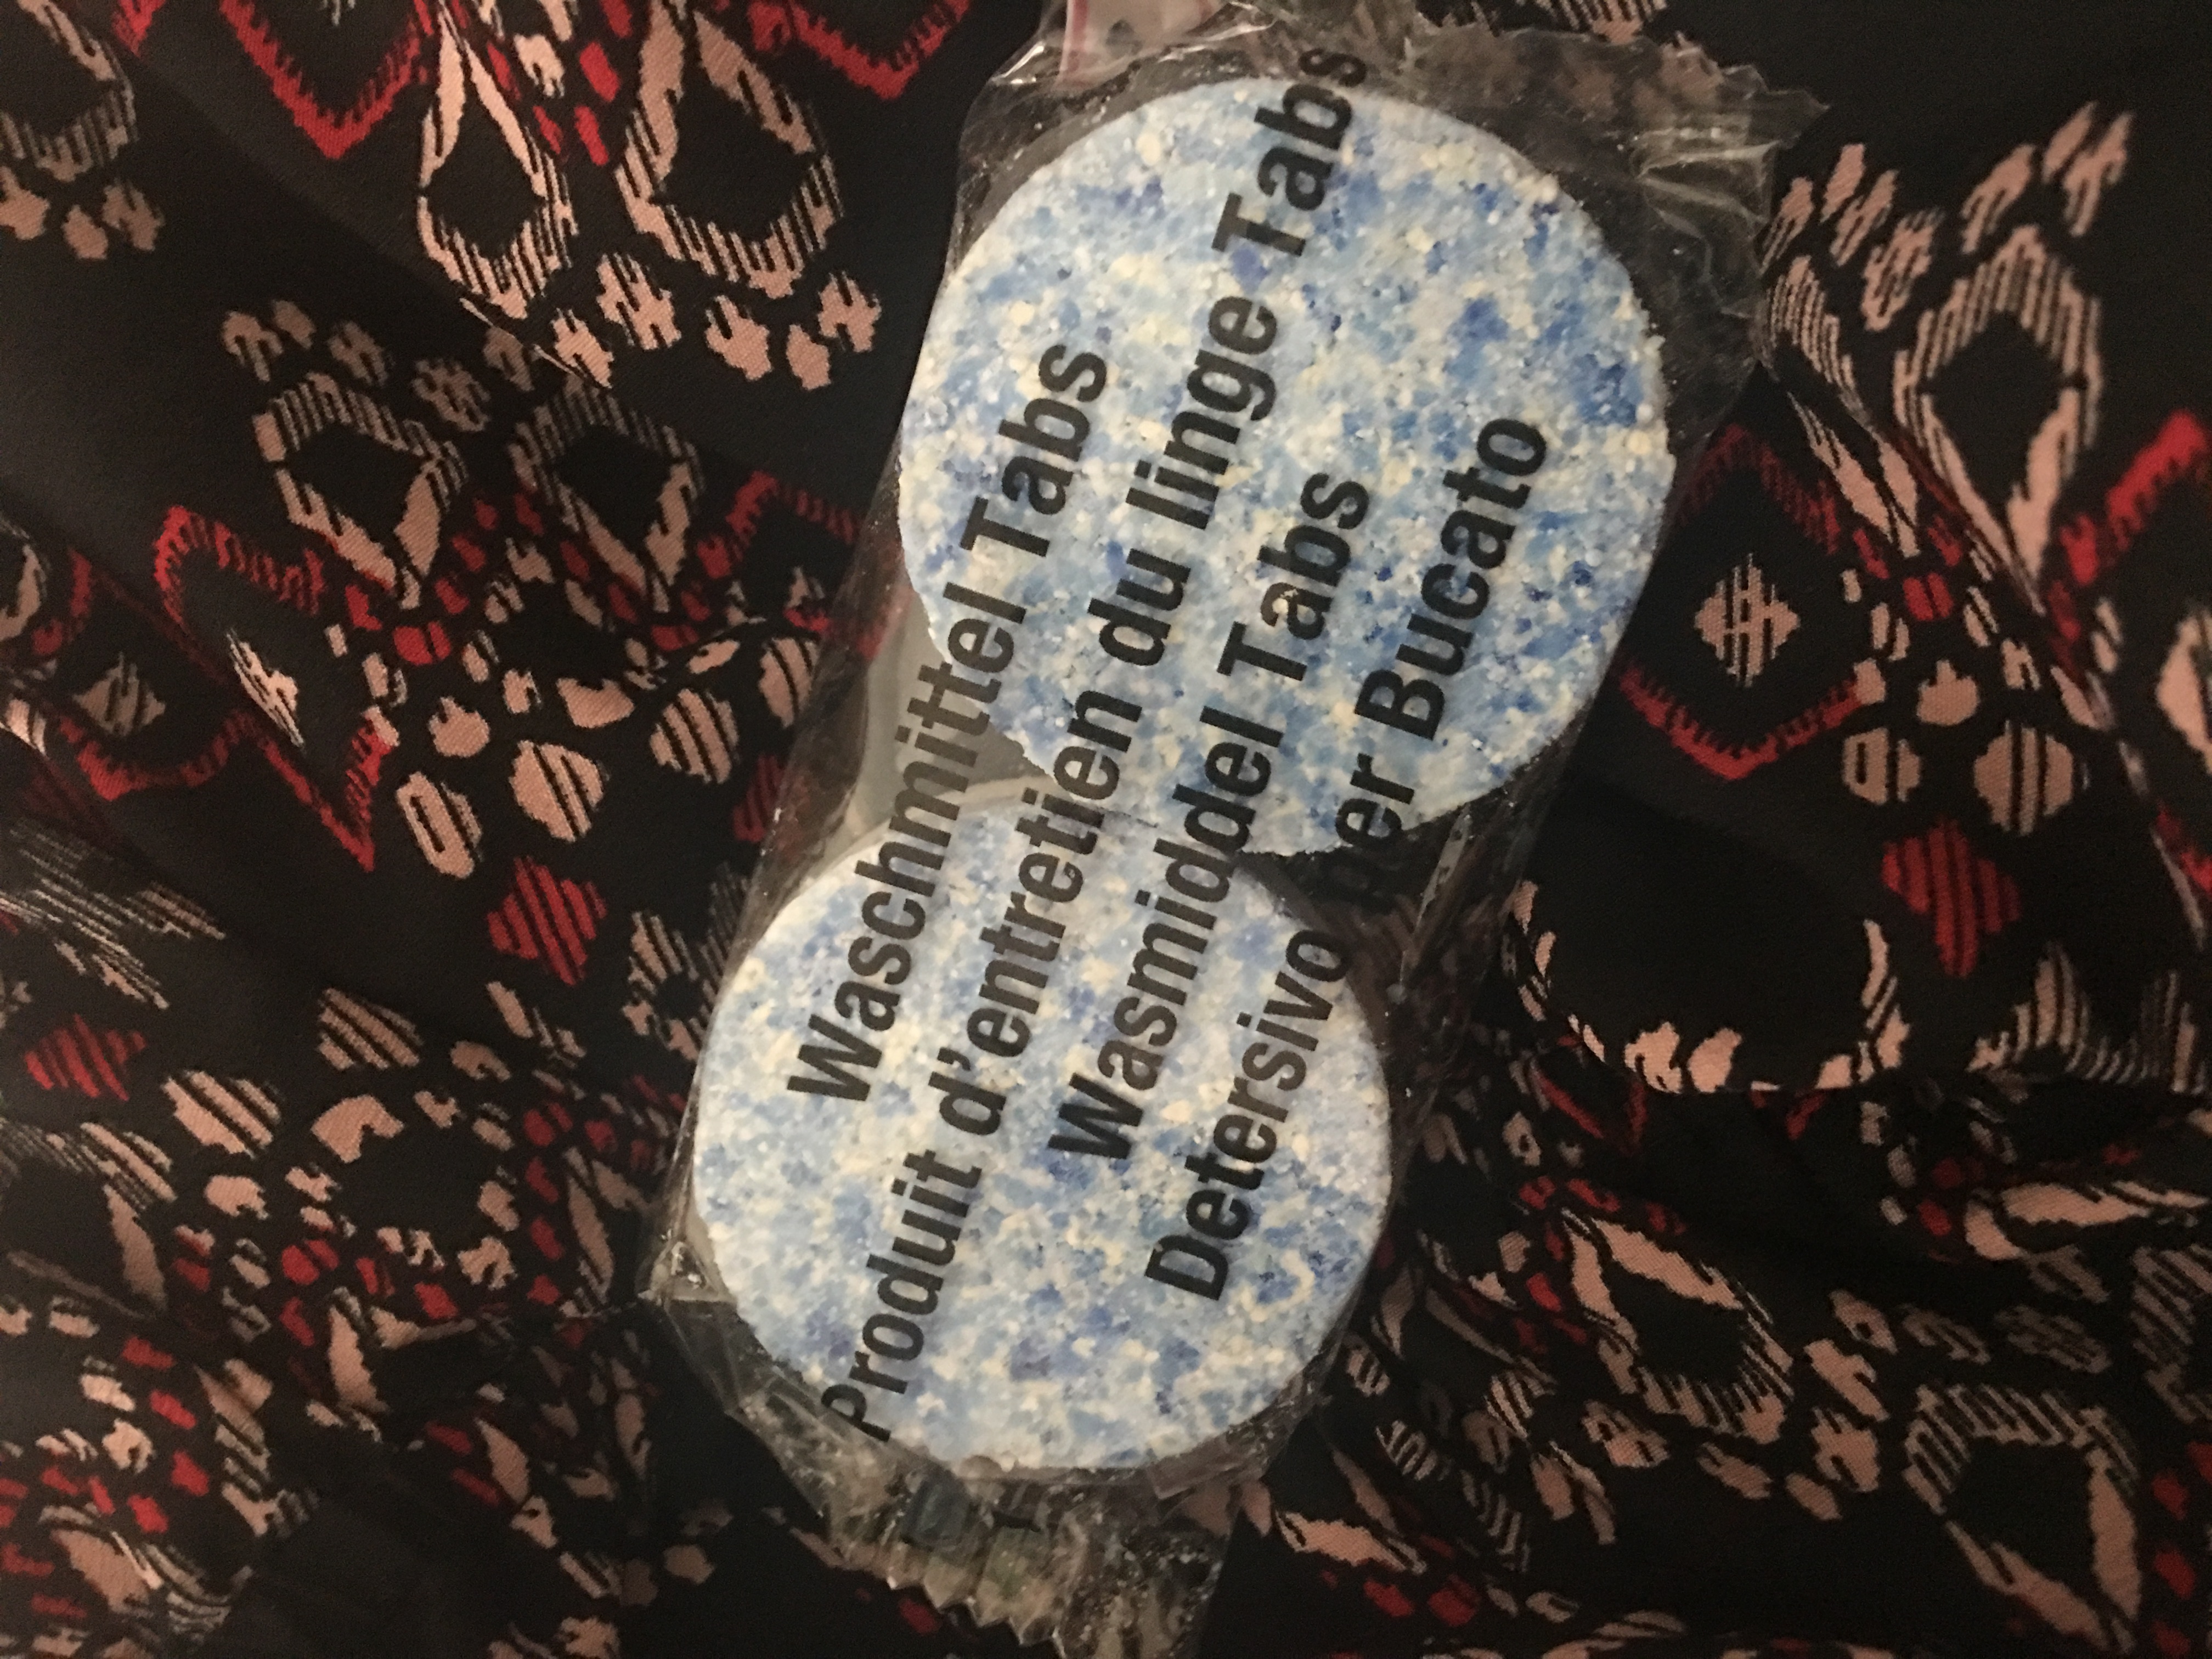 Waschmittel Tabs
Produit d'entretien du linge Tabs
Wasmiddel Tabs
Detersivo per Bucato